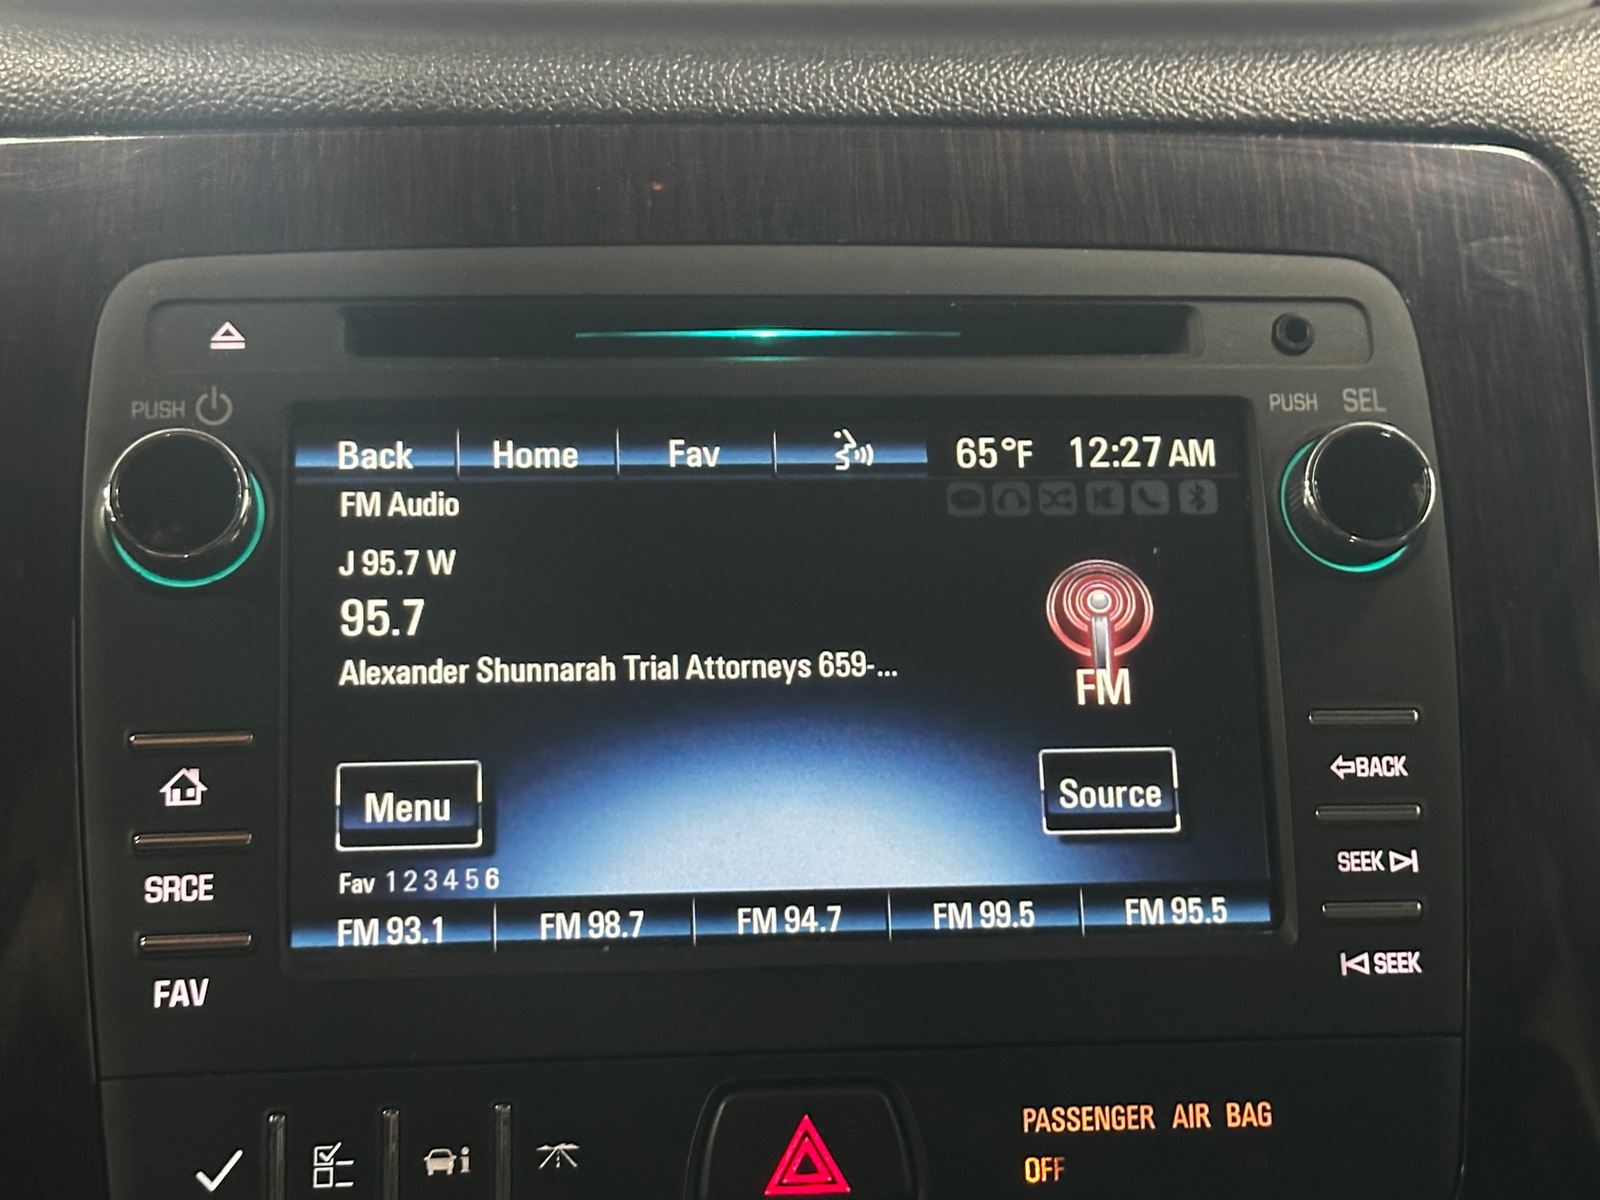 PUSH
PUSH SEL
Back Home Fav 65°F 12:27 AM
FM Audio
J 95.7 W
95.7
Alexander Shunnarah Trial Attorneys 659-...
FM
Menu
Source
Fav 1 2 3 4 5 6
FM 93.1 FM 98.7 FM 94.7 FM 99.5 FM 95.5
SRCE
FAV
BACK
SEEK
SEEK
PASSENGER AIR BAG
OFF